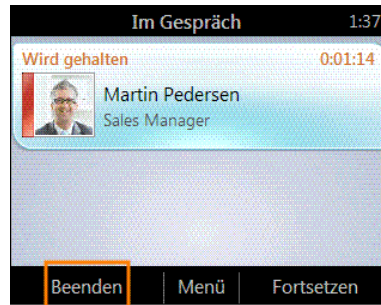 Im Gespräch 1:37
Wird gehalten 0:01:14
Martin Pedersen
Sales Manager
Beenden Menü Fortsetzen